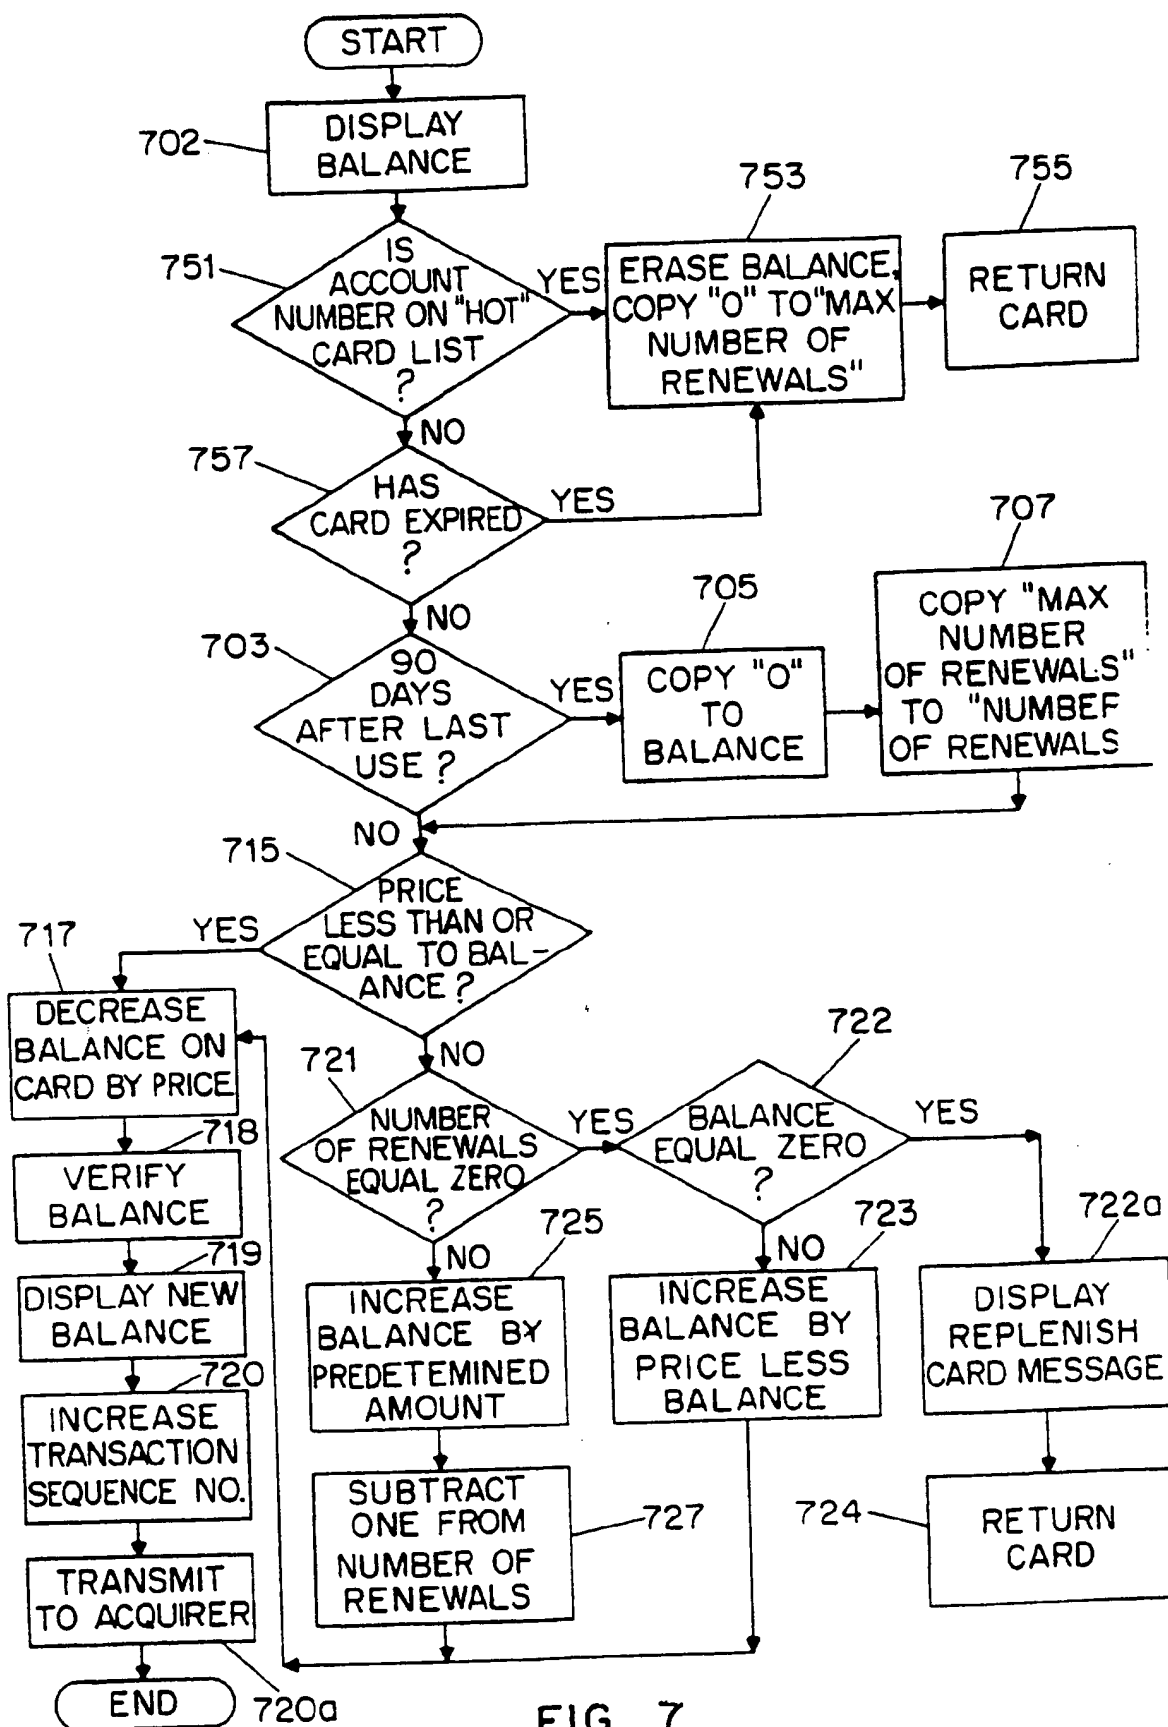 START
702
DISPLAY
BALANCE
751
IS
ACCOUNT
NUMBER ON "HOT"
CARD LIST
?
YES
753
ERASE BALANCE,
COPY "O" TO "MAX
NUMBER OF
RENEWALS"
755
RETURN
CARD
NO
757
HAS
CARD EXPIRED
?
YES
NO
703
90
DAYS
AFTER LAST
USE ?
YES
705
COPY "O"
TO
BALANCE
707
COPY "MAX
NUMBER
OF RENEWALS"
TO "NUMBEF
OF RENEWALS
NO
715
PRICE
LESS THAN OR
EQUAL TO BAL-
ANCE ?
YES
717
DECREASE
BALANCE ON
CARD BY PRICE
718
VERIFY
BALANCE
719
DISPLAY NEW
BALANCE
720
INCREASE
TRANSACTION
SEQUENCE NO.
TRANSMIT
TO ACQUIRER
720a
END
NO
721
NUMBER
OF RENEWALS
EQUAL ZERO
?
YES
722
BALANCE
EQUAL ZERO
?
YES
NO
725
INCREASE
BALANCE BY
PREDETEMINED
AMOUNT
SUBTRACT
ONE FROM
NUMBER OF
RENEWALS
727
NO
723
INCREASE
BALANCE BY
PRICE LESS
BALANCE
722a
DISPLAY
REPLENISH
CARD MESSAGE
724
RETURN
CARD
FIG. 7